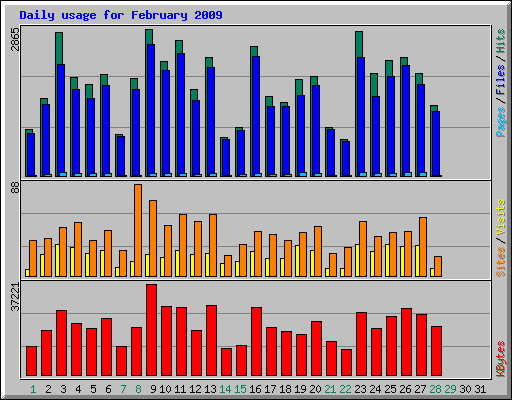 Daily usage for February 2009
2865
Pages / Files / Hits
88
Sites / Visits
37221
KBytes
1 2 3 4 5 6 7 8 9 10 11 12 13 14 15 16 17 18 19 20 21 22 23 24 25 26 27 28 29 30 31